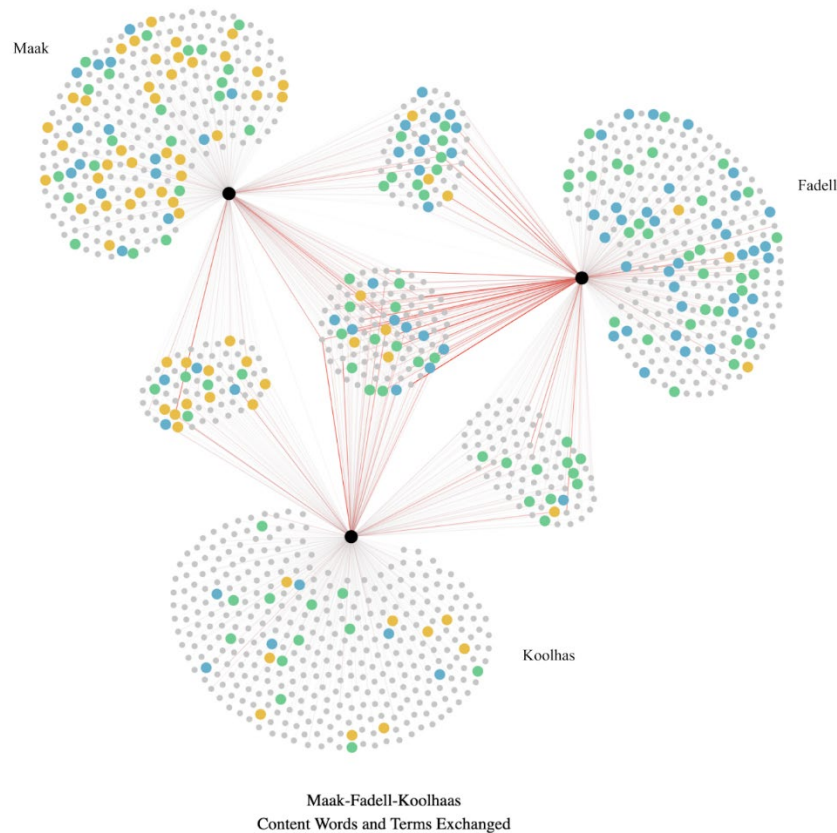 Maak
Fadell
Koolhas
Maak-Fadell-Koolhaas
Content Words and Terms Exchanged